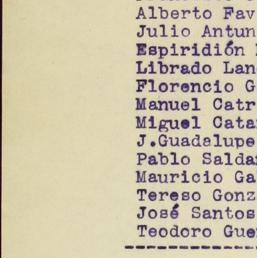 Alberto Fav
Julio Antun
Espiridión
Librado Lan
Florencio G
Manuel Catr
Miguel Cata
J.Guadalupe
Pablo Salda
Mauricio Ga
Tereso Gonz
José Santos
Teodoro Gue